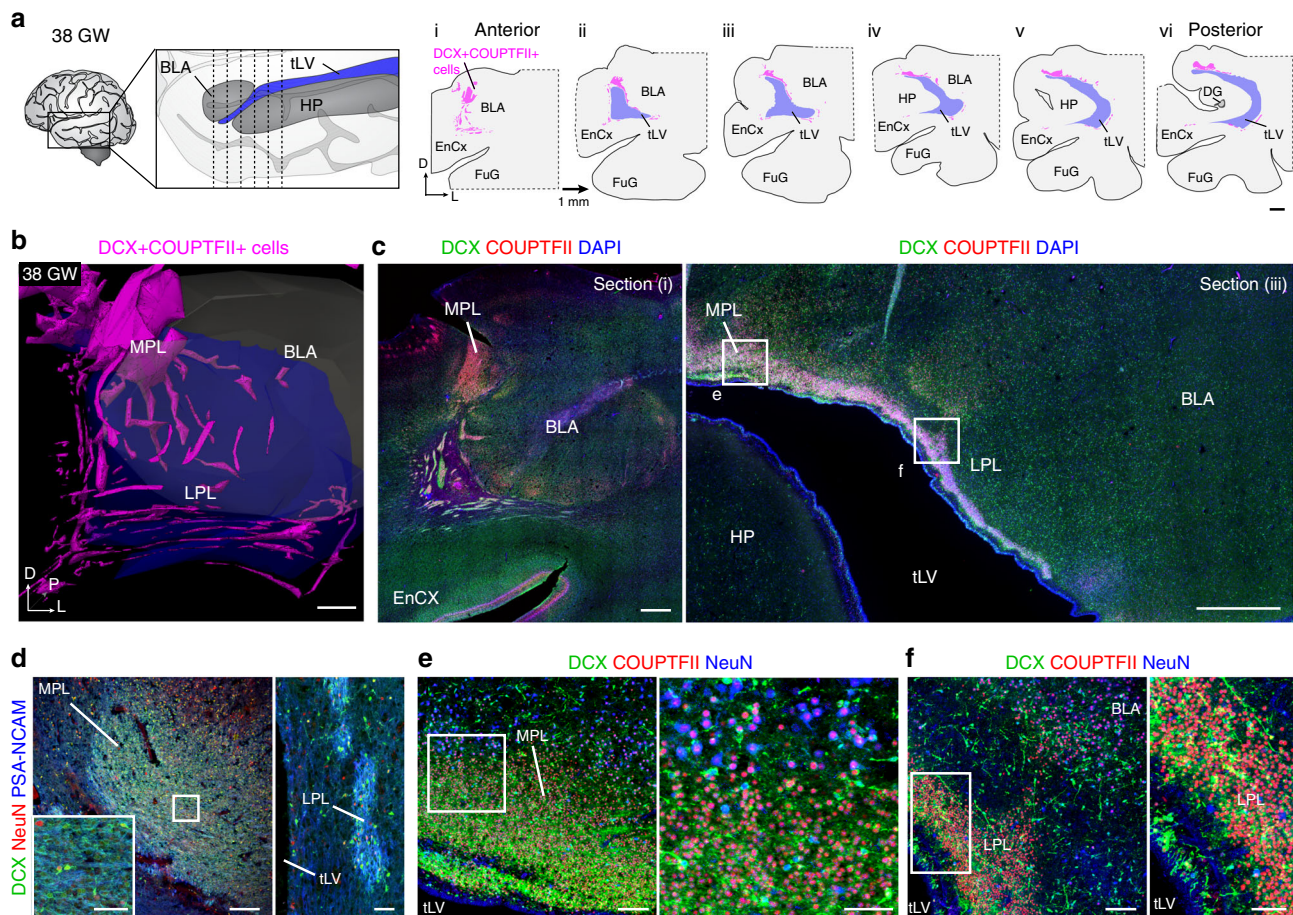 a
38 GW
BLA
tLV
HP
i
Anterior
DCX+COUPTFII+
cells
BLA
EnCx
FuG
D
L
1 mm
ii
BLA
EnCx
tLV
FuG
iii
BLA
EnCx
tLV
FuG
iv
BLA
HP
tLV
EnCx
FuG
v
BLA
HP
tLV
EnCx
FuG
vi
Posterior
DG
EnCx
tLV
FuG
b
DCX+COUPTFII+ cells
38 GW
MPL
BLA
LPL
D
P
L
c
DCX COUPTFII DAPI
Section (i)
MPL
BLA
EnCX
DCX COUPTFII DAPI
Section (iii)
MPL
e
f
BLA
LPL
HP
tLV
d
DCX NeuN PSA-NCAM
MPL
LPL
tLV
e
DCX COUPTFII NeuN
MPL
tLV
f
DCX COUPTFII NeuN
BLA
LPL
tLV
LPL
tLV